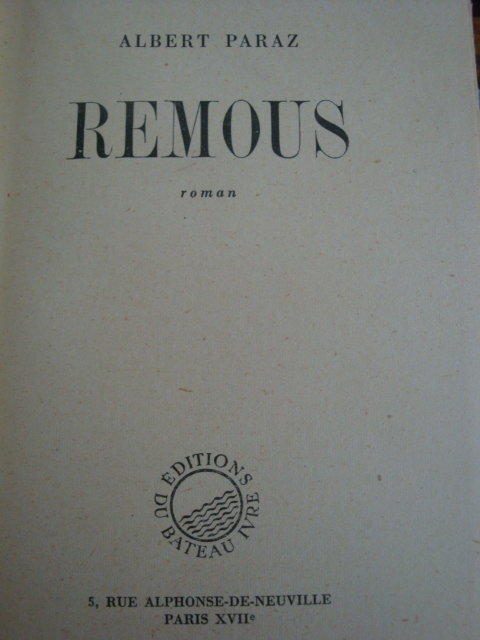 ALBERT PARAZ
REMOUS
roman
EDITIONS
DU BATEAU IVRE
5, RUE ALPHONSE-DE-NEUVILLE
PARIS XVIIᵉ